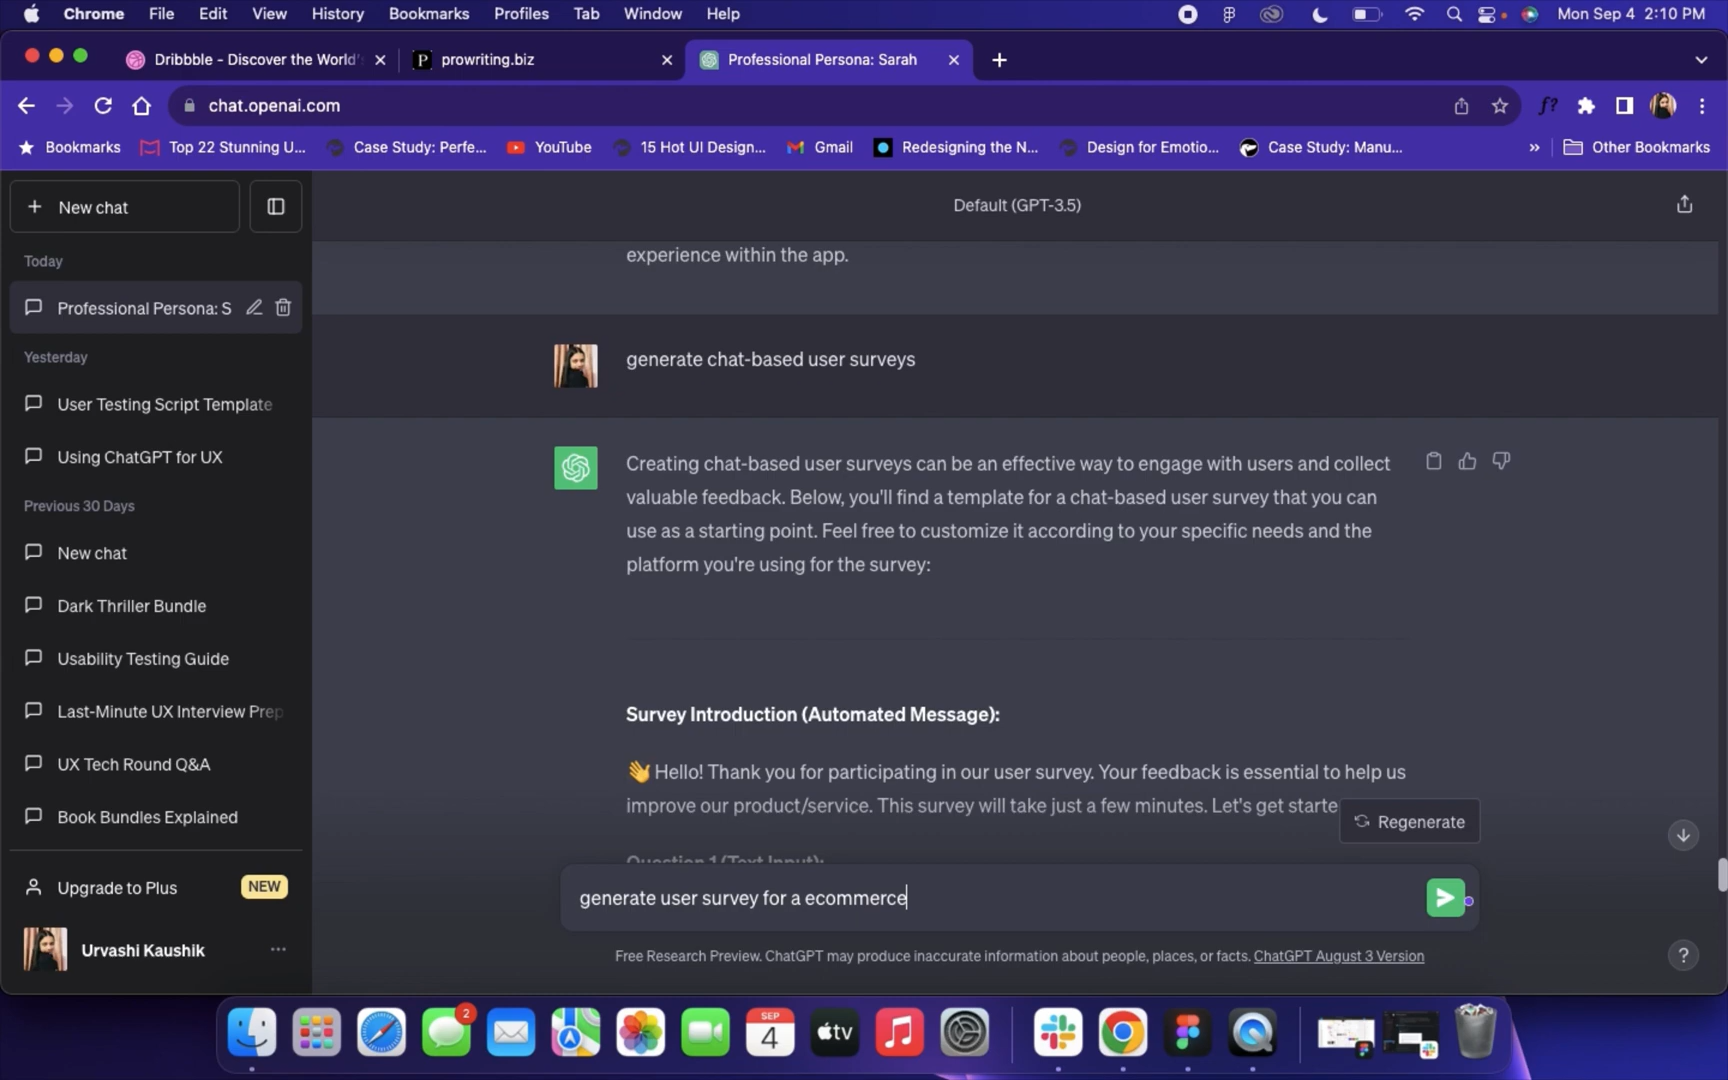 Chrome File Edit View History Bookmarks Profiles Tab Window Help Mon Sep 4 2:10 PM
Dribbble - Discover the World' prowriting.biz Professional Persona: Sarah
chat.openai.com
Bookmarks Top 22 Stunning U... Case Study: Perfe... YouTube 15 Hot UI Design... Gmail Redesigning the N... Design for Emotio... Case Study: Manu... » Other Bookmarks
+ New chat
Default (GPT-3.5)
Today
Professional Persona: S
Yesterday
User Testing Script Template
Using ChatGPT for UX
Previous 30 Days
New chat
Dark Thriller Bundle
Usability Testing Guide
Last-Minute UX Interview Prep
UX Tech Round Q&A
Book Bundles Explained
Upgrade to Plus NEW
Urvashi Kaushik ...
experience within the app.
generate chat-based user surveys
Creating chat-based user surveys can be an effective way to engage with users and collect
valuable feedback. Below, you'll find a template for a chat-based user survey that you can
use as a starting point. Feel free to customize it according to your specific needs and the
platform you're using for the survey:
Survey Introduction (Automated Message):
👋 Hello! Thank you for participating in our user survey. Your feedback is essential to help us
improve our product/service. This survey will take just a few minutes. Let's get starte
Regenerate
Question 1 (Text Input):
generate user survey for a ecommerce
Free Research Preview. ChatGPT may produce inaccurate information about people, places, or facts. ChatGPT August 3 Version
?
2
SEP
4
tv